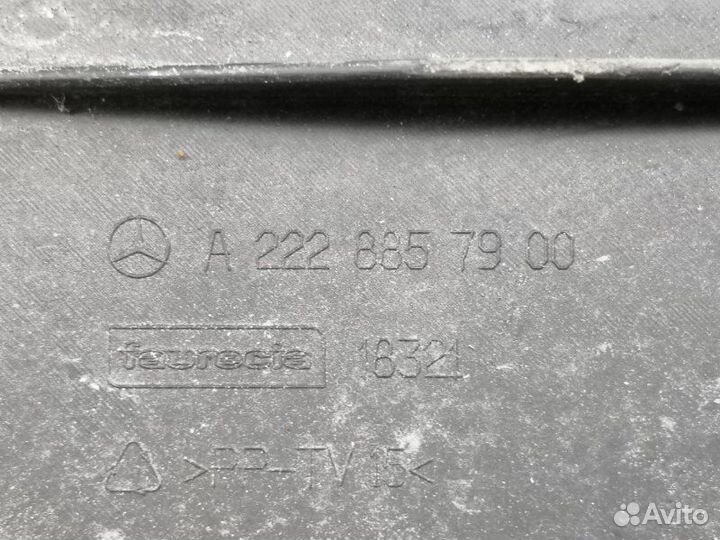 A 222 885 79 00
faurecia 16321
>PP-TV15<
Avito